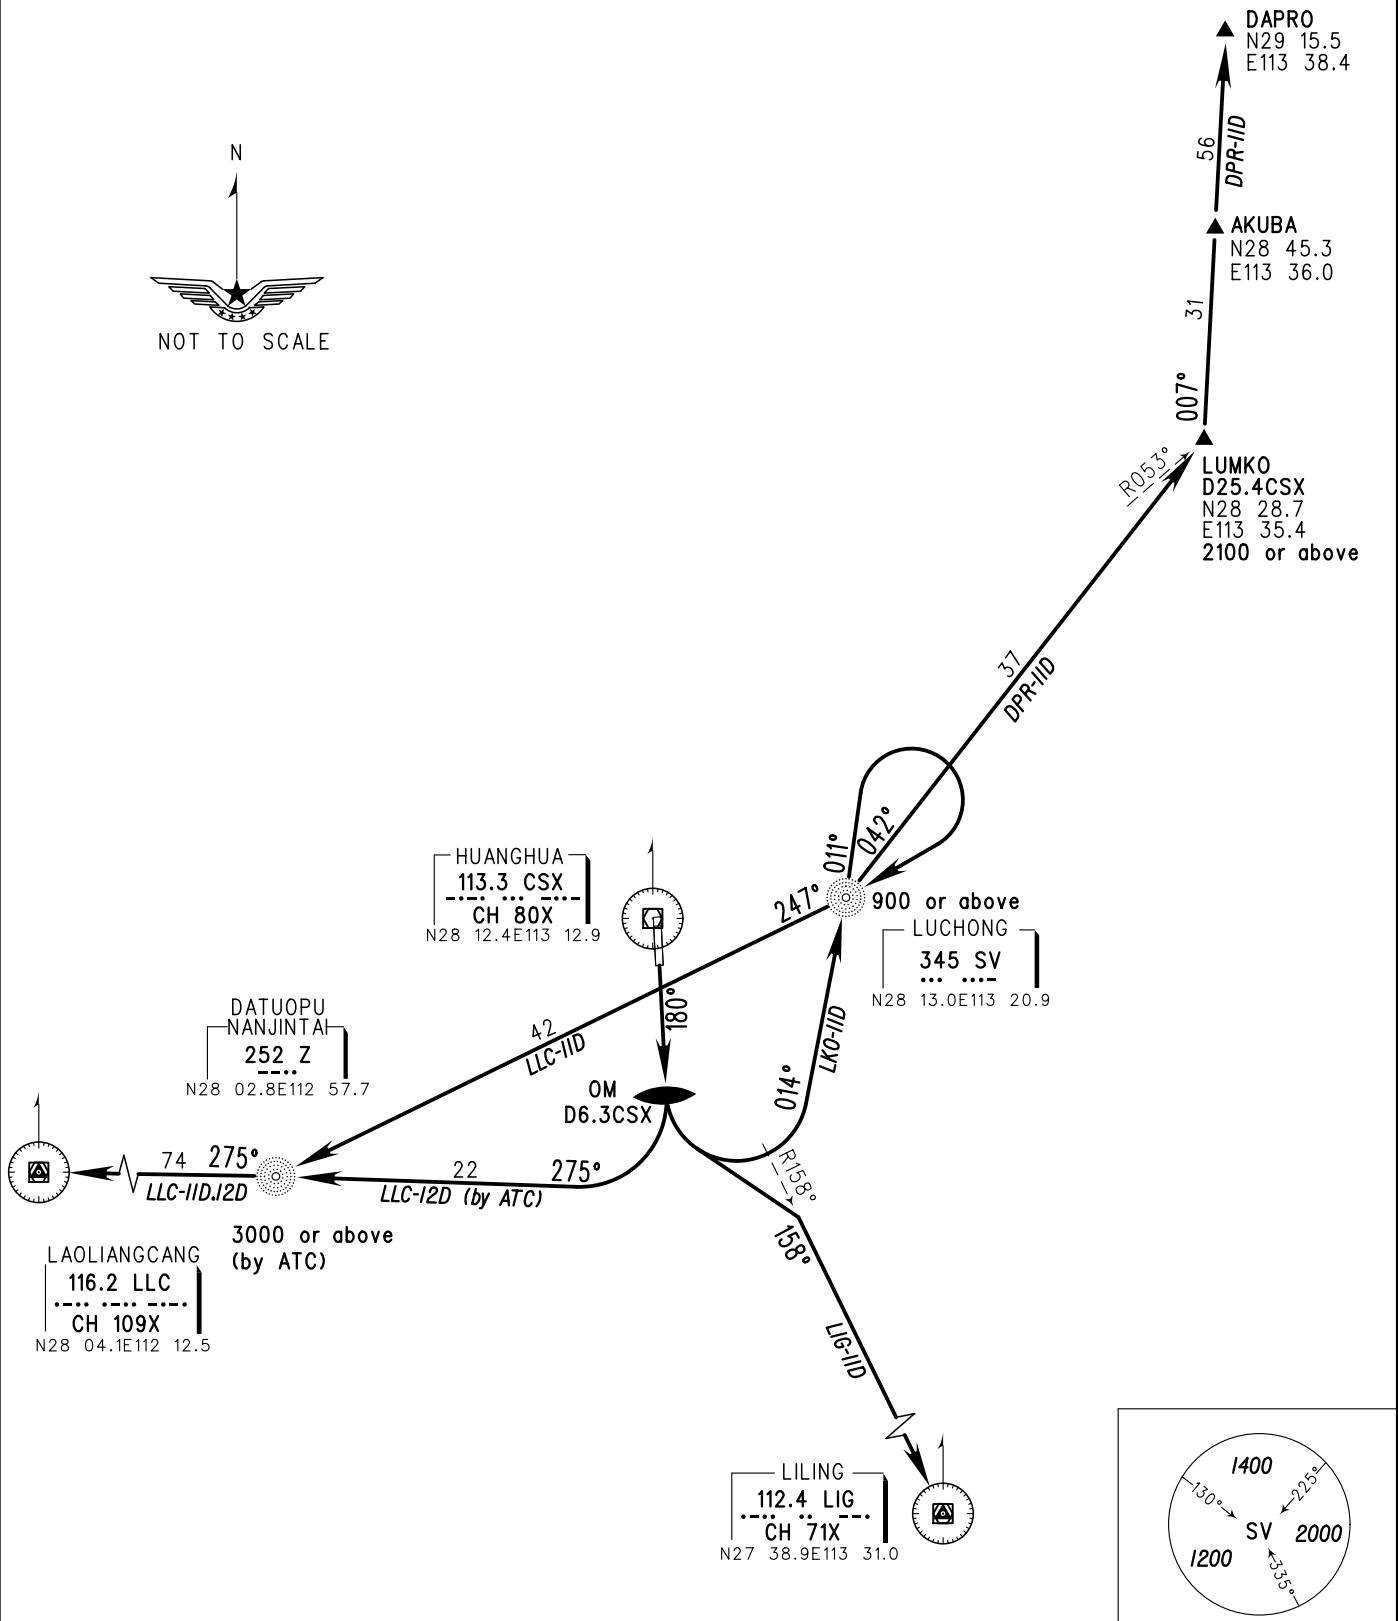 DAPRO
N29 15.5
E113 38.4
56
DPR-11D
N
NOT TO SCALE
AKUBA
N28 45.3
E113 36.0
31
007°
R053°
LUMKO
D25.4CSX
N28 28.7
E113 35.4
2100 or above
37
DPR-11D
011°
042°
247°
900 or above
LUCHONG
345 SV
N28 13.0E113 20.9
HUANGHUA
113.3 CSX
CH 80X
N28 12.4E113 12.9
180°
42
LLC-11D
DATUOPU
NANJINTAI
252 Z
N28 02.8E112 57.7
OM
D6.3CSX
014°
LKO-11D
74
275°
LLC-11D.12D
22
275°
LLC-12D (by ATC)
R158°
158°
3000 or above
(by ATC)
LAOLIANGCANG
116.2 LLC
CH 109X
N28 04.1E112 12.5
LIG-11D
LILING
112.4 LIG
CH 71X
N27 38.9E113 31.0
1400
130°
225°
SV
2000
1200
335°